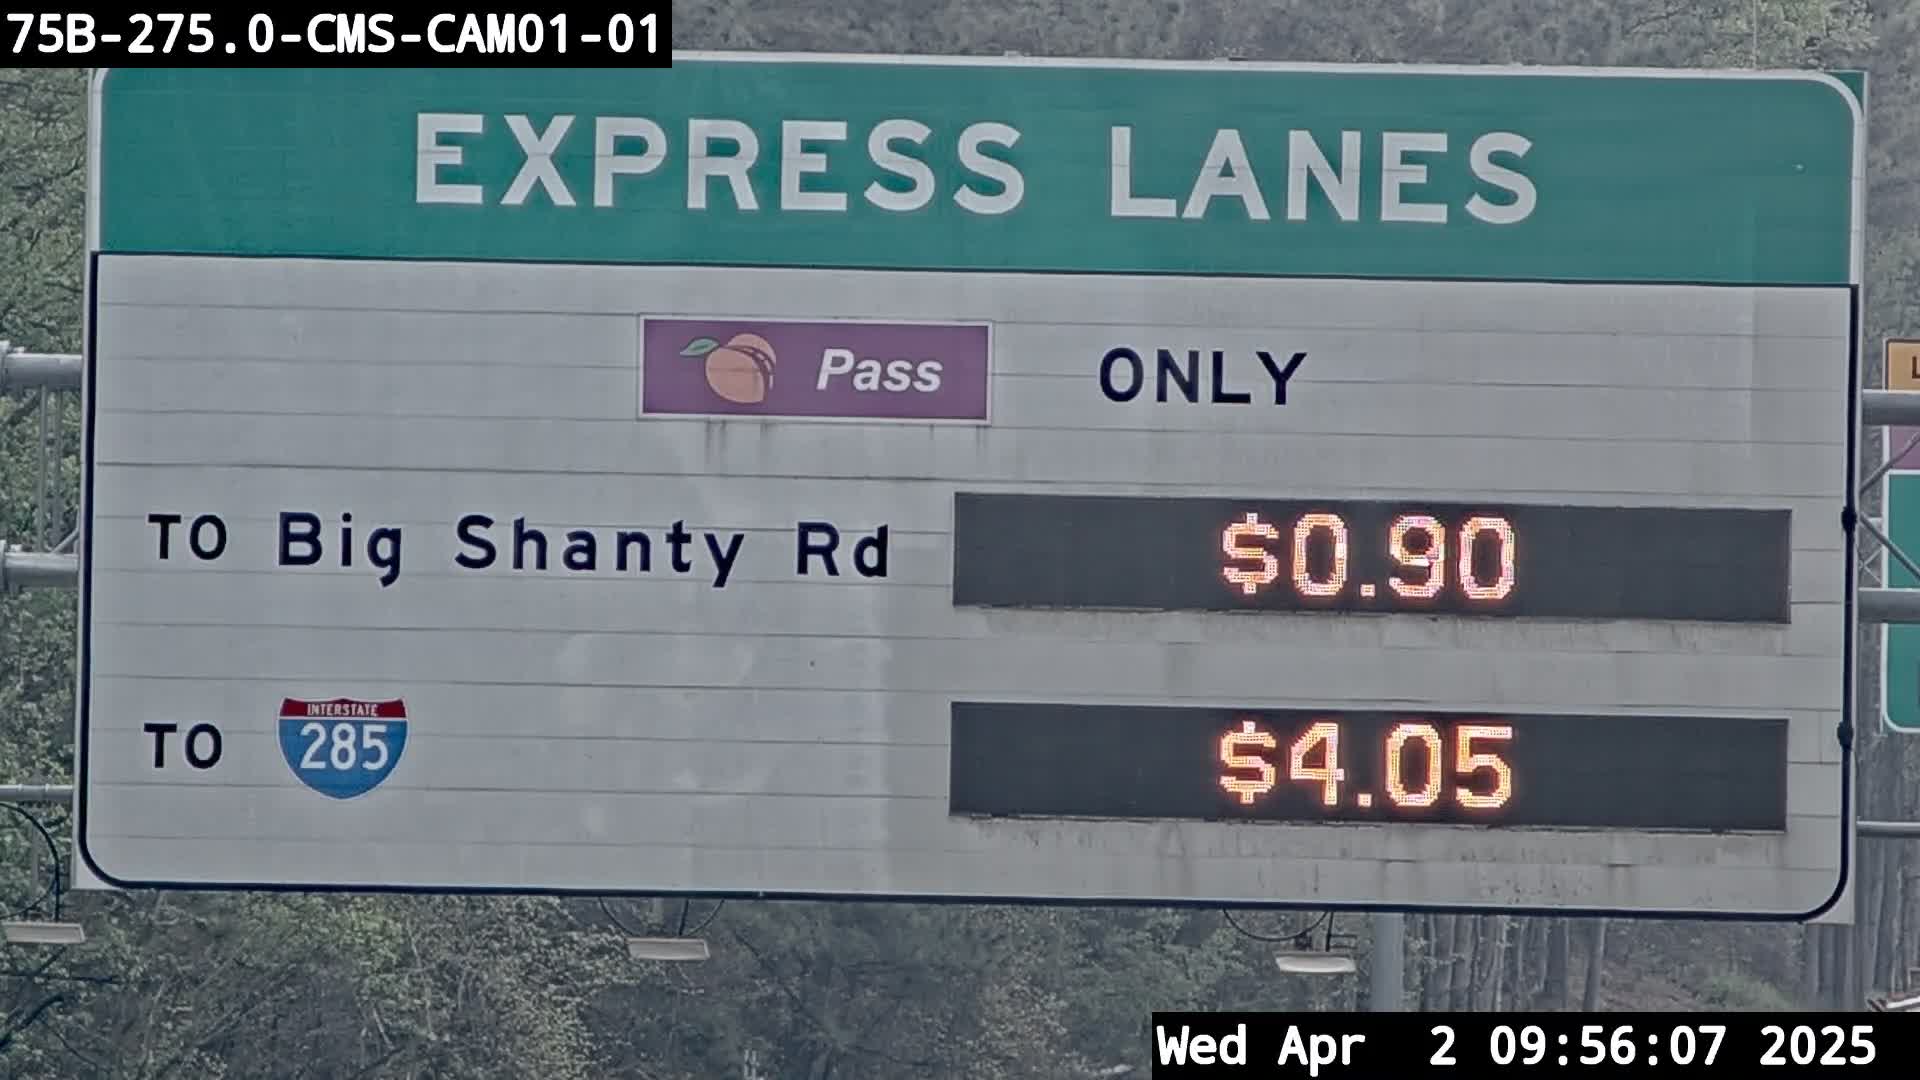 75B-275.0-CMS-CAM01-01
EXPRESS LANES
Pass ONLY
TO Big Shanty Rd $0.90
INTERSTATE
TO 285 $4.05
Wed Apr 2 09:56:07 2025